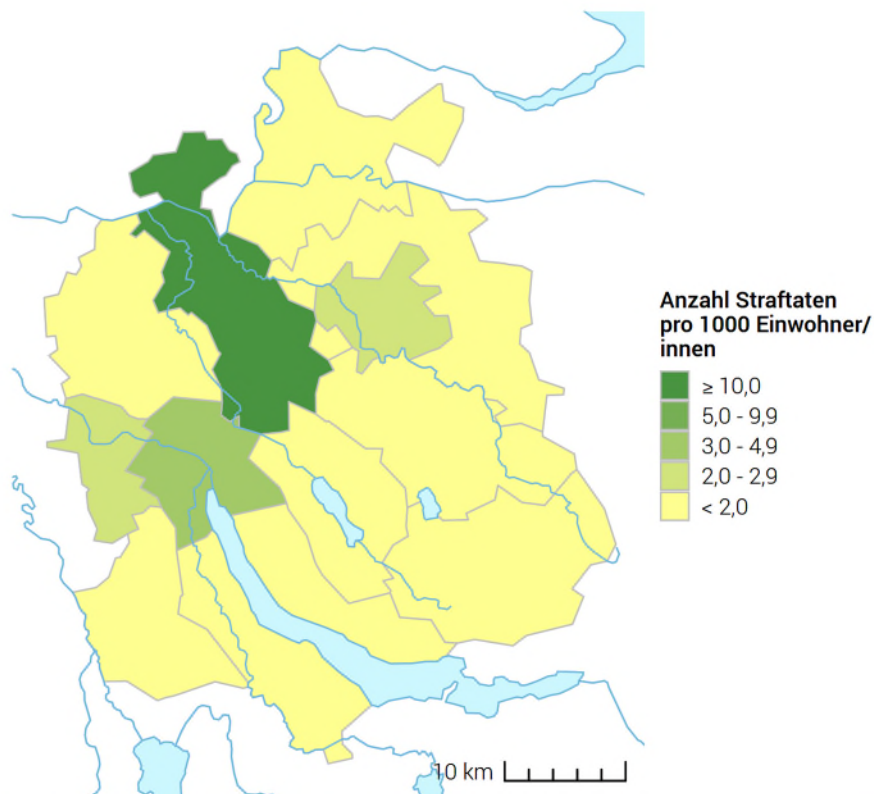 Anzahl Straftaten
pro 1000 Einwohner/
innen
≥ 10,0
5,0 - 9,9
3,0 - 4,9
2,0 - 2,9
< 2,0
10 km